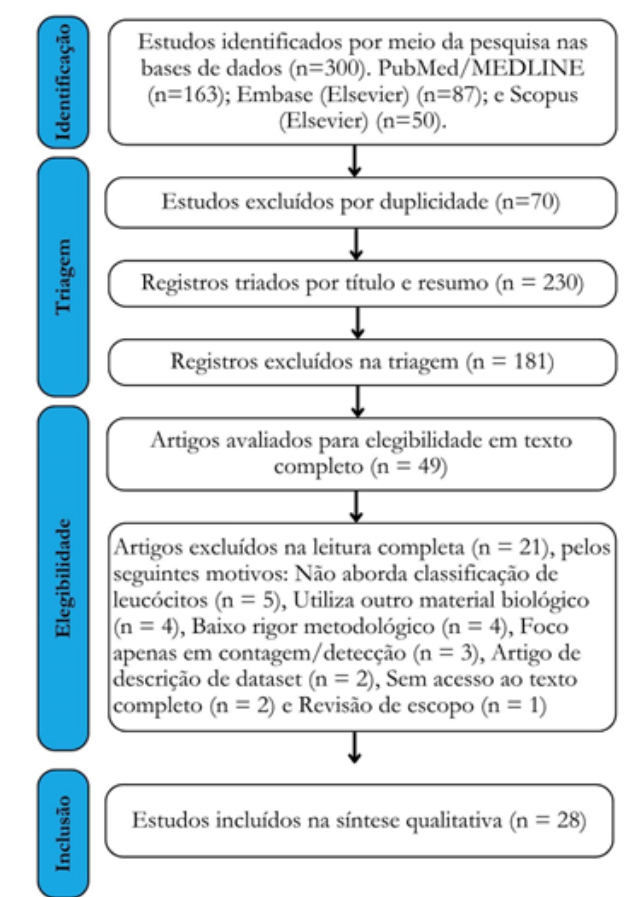 Identificação
Estudos identificados por meio da pesquisa nas
bases de dados (n=300). PubMed/MEDLINE
(n=163); Embase (Elsevier) (n=87); e Scopus
(Elsevier) (n=50).
Triagem
Estudos excluídos por duplicidade (n=70)
Registros triados por título e resumo (n = 230)
Registros excluídos na triagem (n = 181)
Elegibilidade
Artigos avaliados para elegibilidade em texto
completo (n = 49)
Artigos excluídos na leitura completa (n = 21), pelos
seguintes motivos: Não aborda classificação de
leucócitos (n = 5), Utiliza outro material biológico
(n = 4), Baixo rigor metodológico (n = 4), Foco
apenas em contagem/detecção (n = 3), Artigo de
descrição de dataset (n = 2), Sem acesso ao texto
completo (n = 2) e Revisão de escopo (n = 1)
Inclusão
Estudos incluídos na síntese qualitativa (n = 28)